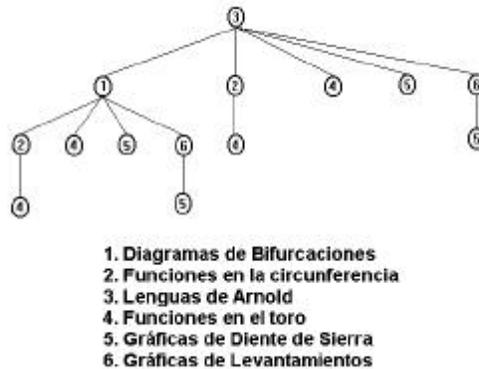 3
1 2 4 5 6
2 4 5 6 4 5
4 5
1. Diagramas de Bifurcaciones
2. Funciones en la circunferencia
3. Lenguas de Arnold
4. Funciones en el toro
5. Gráficas de Diente de Sierra
6. Gráficas de Levantamientos